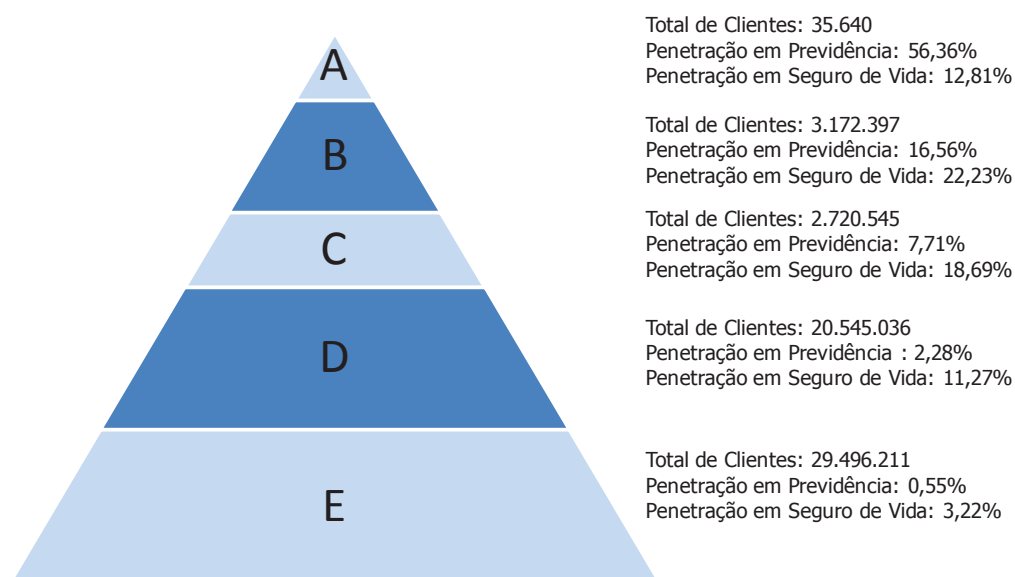 A
Total de Clientes: 35.640
Penetração em Previdência: 56,36%
Penetração em Seguro de Vida: 12,81%
B
Total de Clientes: 3.172.397
Penetração em Previdência: 16,56%
Penetração em Seguro de Vida: 22,23%
C
Total de Clientes: 2.720.545
Penetração em Previdência: 7,71%
Penetração em Seguro de Vida: 18,69%
D
Total de Clientes: 20.545.036
Penetração em Previdência : 2,28%
Penetração em Seguro de Vida: 11,27%
E
Total de Clientes: 29.496.211
Penetração em Previdência: 0,55%
Penetração em Seguro de Vida: 3,22%